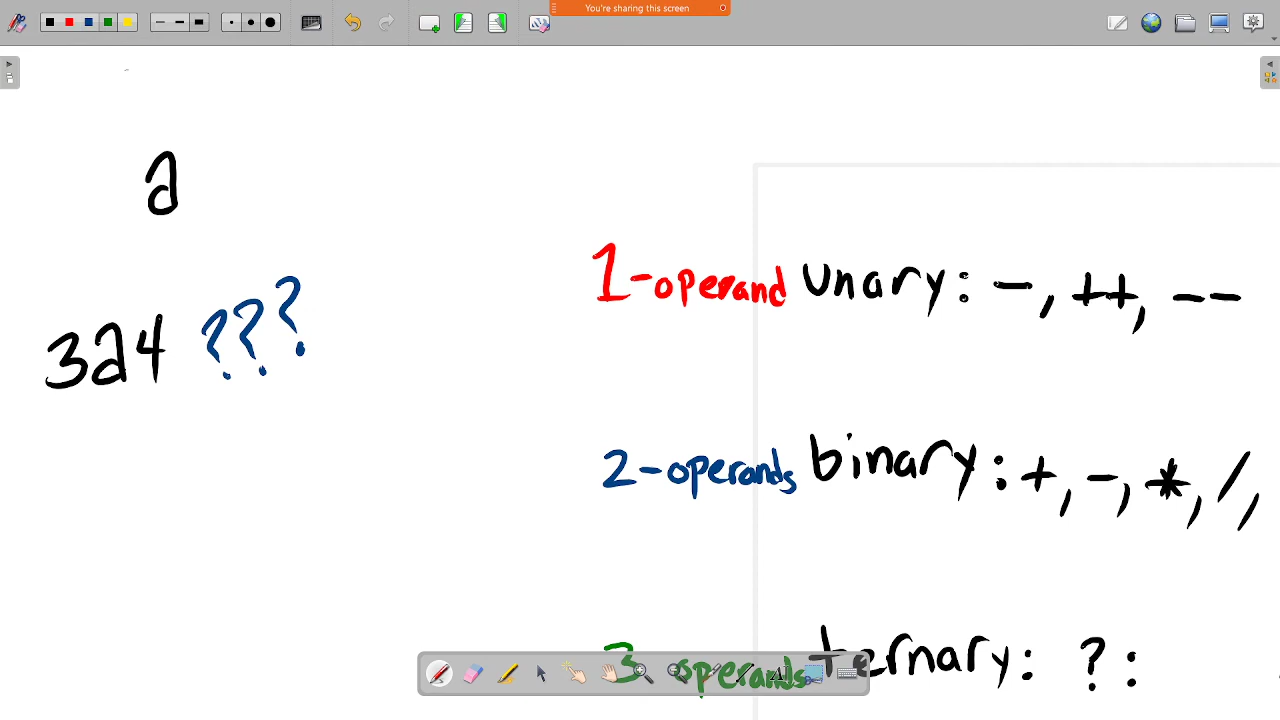 You're sharing this screen
a
1-operand unary: -, ++, --
3a4 ???
2-operands binary: +, -, *, /,
3 operands ternary: ? :